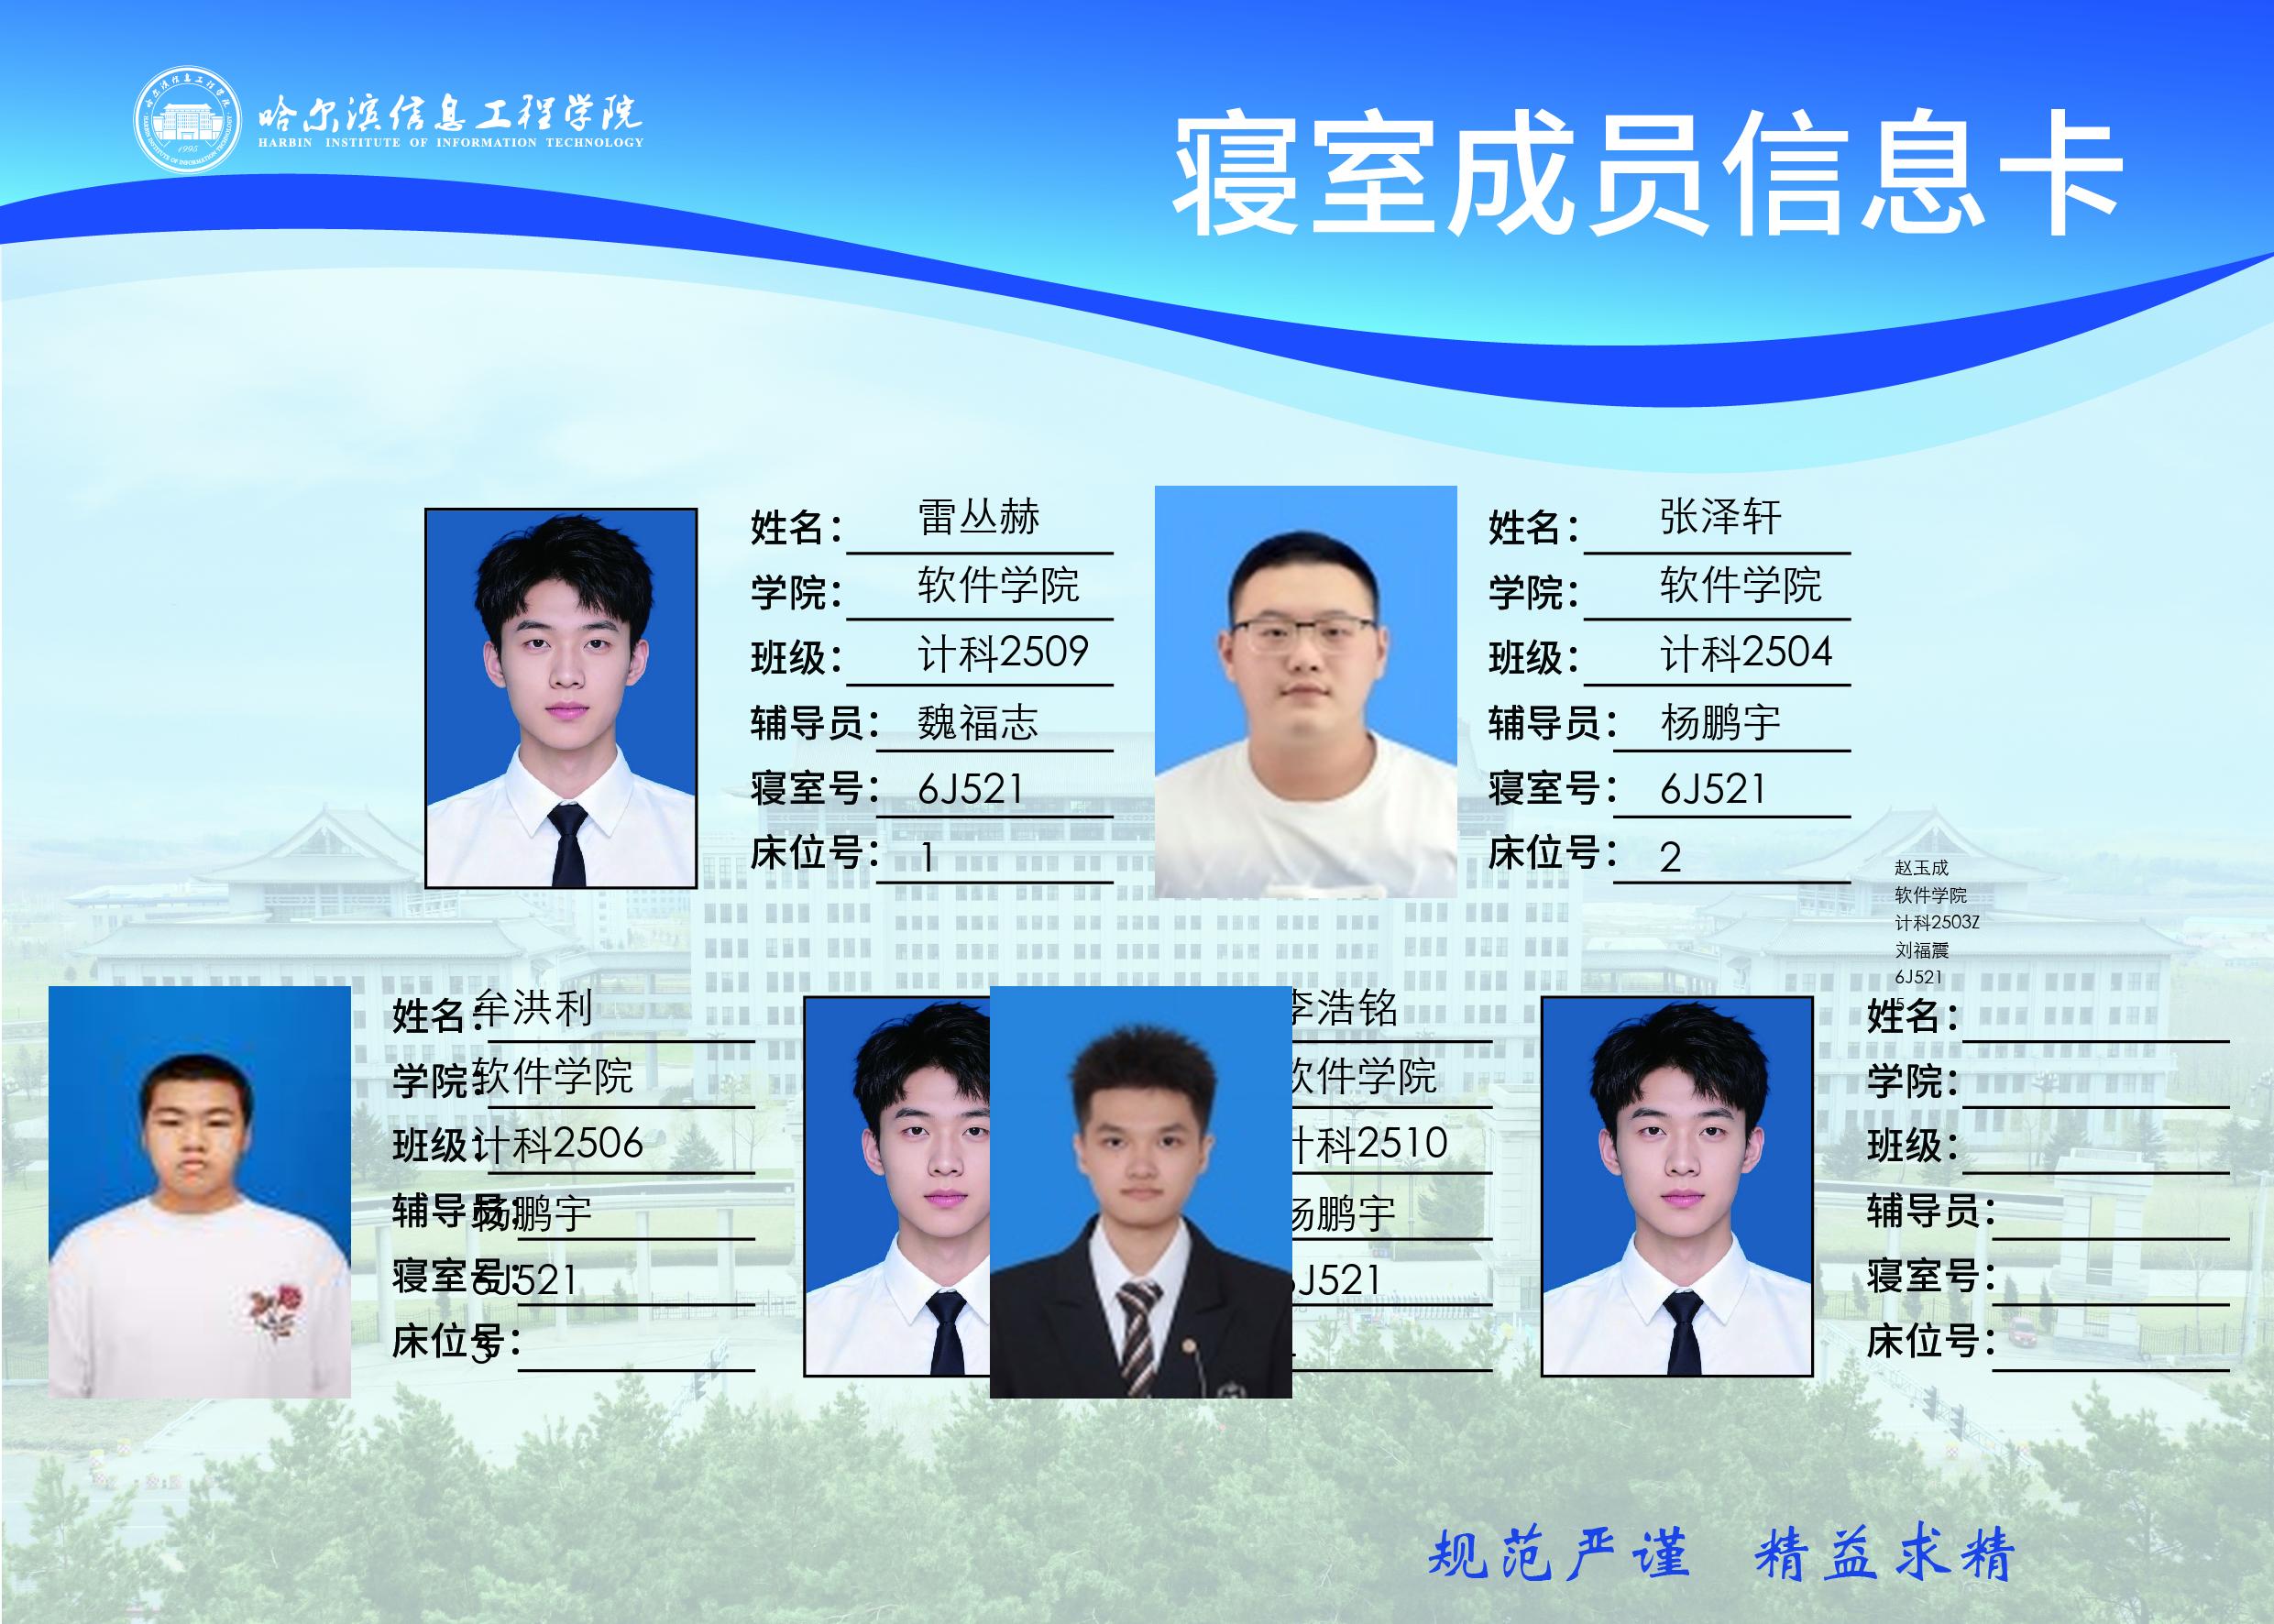 哈尔滨信息工程学院
HARBIN INSTITUTE OF INFORMATION TECHNOLOGY
1995
寝室成员信息卡
姓名： 雷丛赫
学院： 软件学院
班级： 计科2509
辅导员： 魏福志
寝室号： 6J521
床位号： 1
姓名： 张泽轩
学院： 软件学院
班级： 计科2504
辅导员： 杨鹏宇
寝室号： 6J521
床位号： 2
赵玉成
软件学院
计科2503Z
刘福震
6J521
5
姓名：牟洪利
学院：软件学院
班级：计科2506
辅导员：杨鹏宇
寝室号：6J521
床位号：3
李浩铭
软件学院
计科2510
杨鹏宇
6J521
姓名：
学院：
班级：
辅导员：
寝室号：
床位号：
规范严谨 精益求精